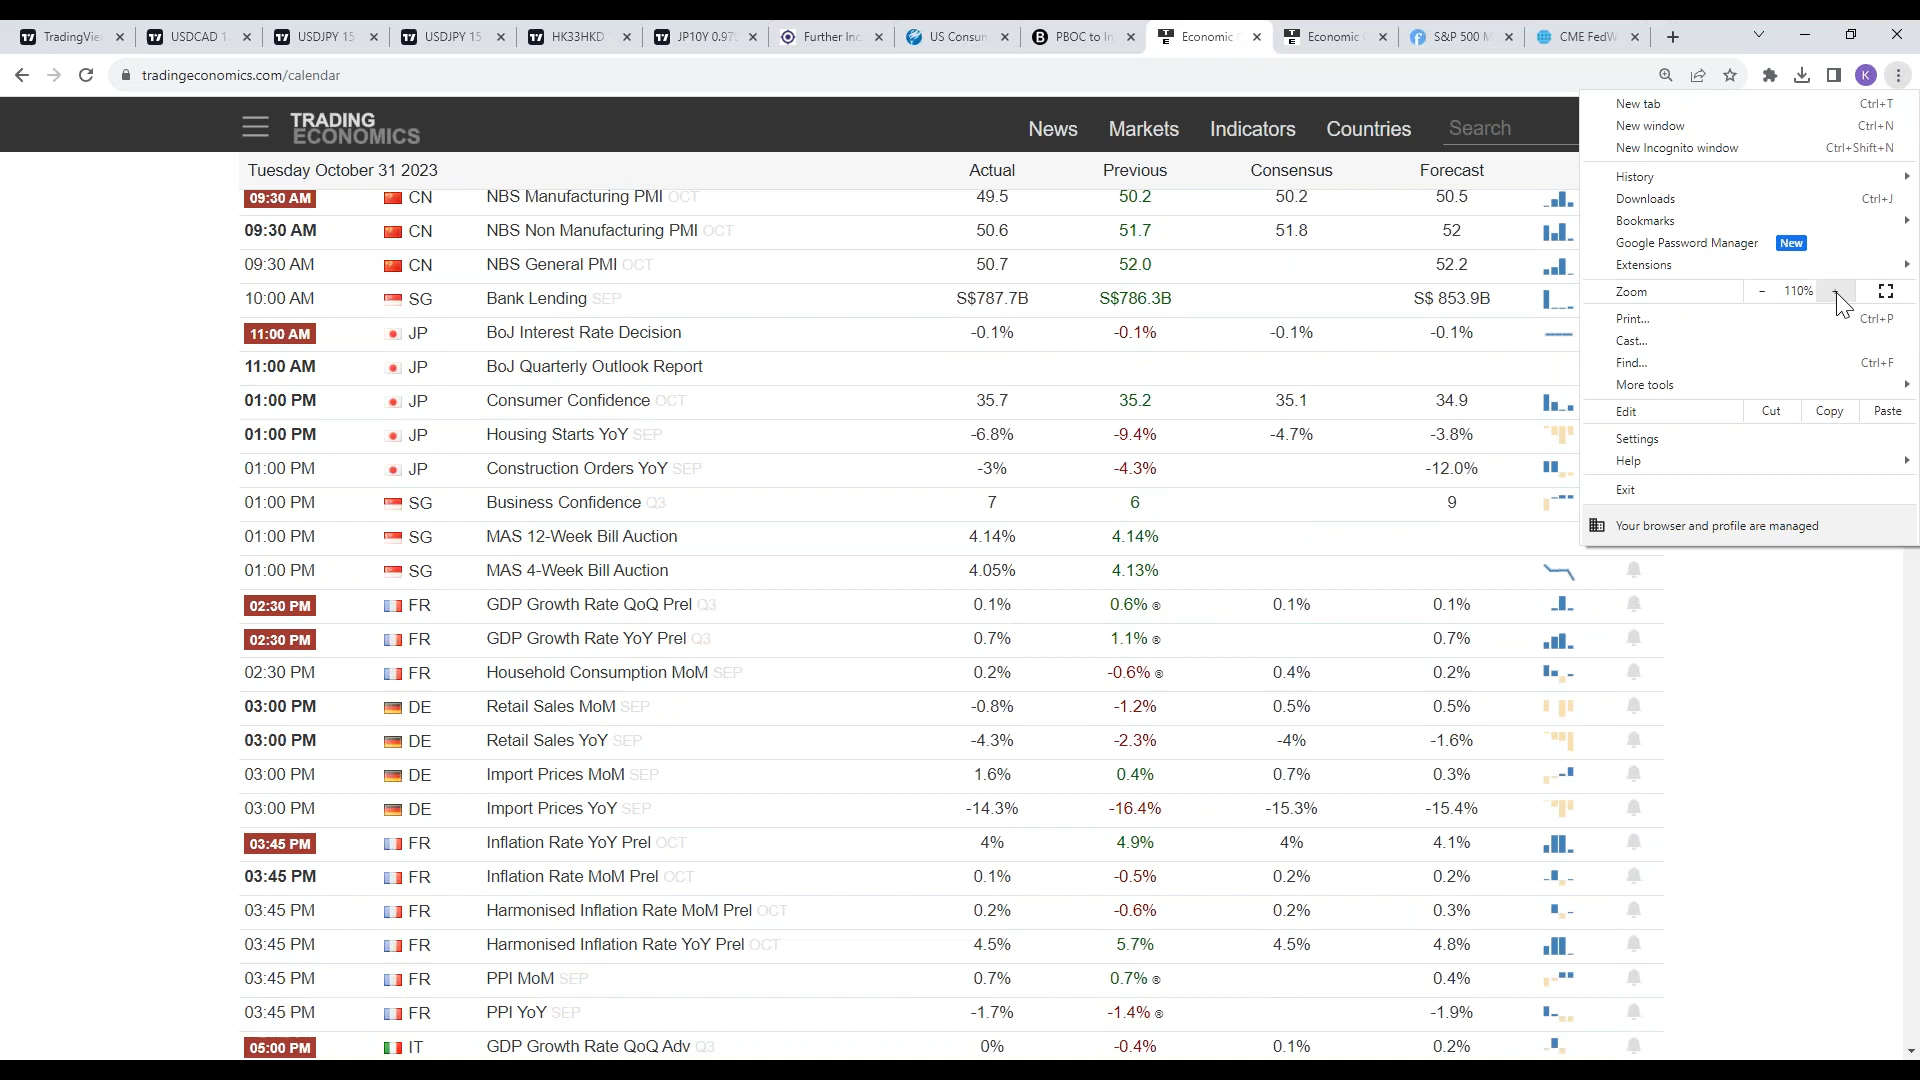 TradingVie USDCAD 1 USDJPY 15 USDJPY 15 HK33HKD JP10Y 0.97 Further Inc US Consum PBOC to In Economic C Economic C S&P 500 M CME FedW
tradingeconomics.com/calendar K
TRADING
ECONOMICS
News Markets Indicators Countries Search
Tuesday October 31 2023 Actual Previous Consensus Forecast
09:30 AM CN NBS Manufacturing PMI OCT 49.5 50.2 50.2 50.5
09:30 AM CN NBS Non Manufacturing PMI OCT 50.6 51.7 51.8 52
09:30 AM CN NBS General PMI OCT 50.7 52.0 52.2
10:00 AM SG Bank Lending SEP S$787.7B S$786.3B S$ 853.9B
11:00 AM JP BoJ Interest Rate Decision -0.1% -0.1% -0.1% -0.1%
11:00 AM JP BoJ Quarterly Outlook Report
01:00 PM JP Consumer Confidence OCT 35.7 35.2 35.1 34.9
01:00 PM JP Housing Starts YoY SEP -6.8% -9.4% -4.7% -3.8%
01:00 PM JP Construction Orders YoY SEP -3% -4.3% -12.0%
01:00 PM SG Business Confidence Q3 7 6 9
01:00 PM SG MAS 12-Week Bill Auction 4.14% 4.14%
01:00 PM SG MAS 4-Week Bill Auction 4.05% 4.13%
02:30 PM FR GDP Growth Rate QoQ Prel Q3 0.1% 0.6% ® 0.1% 0.1%
02:30 PM FR GDP Growth Rate YoY Prel Q3 0.7% 1.1% ® 0.7%
02:30 PM FR Household Consumption MoM SEP 0.2% -0.6% ® 0.4% 0.2%
03:00 PM DE Retail Sales MoM SEP -0.8% -1.2% 0.5% 0.5%
03:00 PM DE Retail Sales YoY SEP -4.3% -2.3% -4% -1.6%
03:00 PM DE Import Prices MoM SEP 1.6% 0.4% 0.7% 0.3%
03:00 PM DE Import Prices YoY SEP -14.3% -16.4% -15.3% -15.4%
03:45 PM FR Inflation Rate YoY Prel OCT 4% 4.9% 4% 4.1%
03:45 PM FR Inflation Rate MoM Prel OCT 0.1% -0.5% 0.2% 0.2%
03:45 PM FR Harmonised Inflation Rate MoM Prel OCT 0.2% -0.6% 0.2% 0.3%
03:45 PM FR Harmonised Inflation Rate YoY Prel OCT 4.5% 5.7% 4.5% 4.8%
03:45 PM FR PPI MoM SEP 0.7% 0.7% ® 0.4%
03:45 PM FR PPI YoY SEP -1.7% -1.4% ® -1.9%
05:00 PM IT GDP Growth Rate QoQ Adv Q3 0% -0.4% 0.1% 0.2%
New tab Ctrl+T
New window Ctrl+N
New Incognito window Ctrl+Shift+N
History
Downloads Ctrl+J
Bookmarks
Google Password Manager New
Extensions
Zoom - 110% +
Print... Ctrl+P
Cast...
Find... Ctrl+F
More tools
Edit Cut Copy Paste
Settings
Help
Exit
Your browser and profile are managed